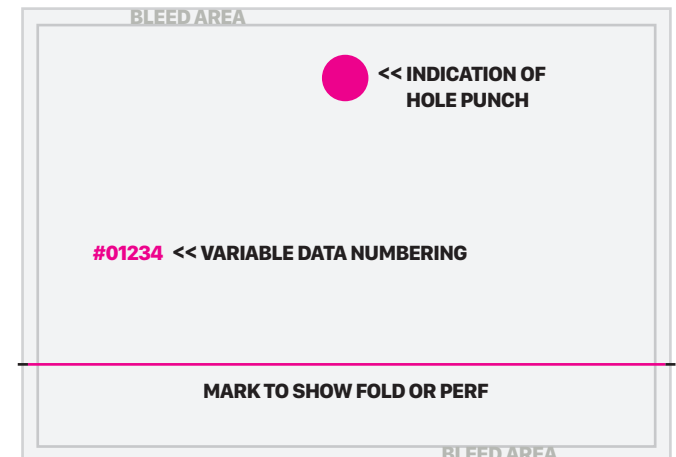 BLEED AREA
<< INDICATION OF
HOLE PUNCH
#01234 << VARIABLE DATA NUMBERING
MARK TO SHOW FOLD OR PERF
BLEED AREA